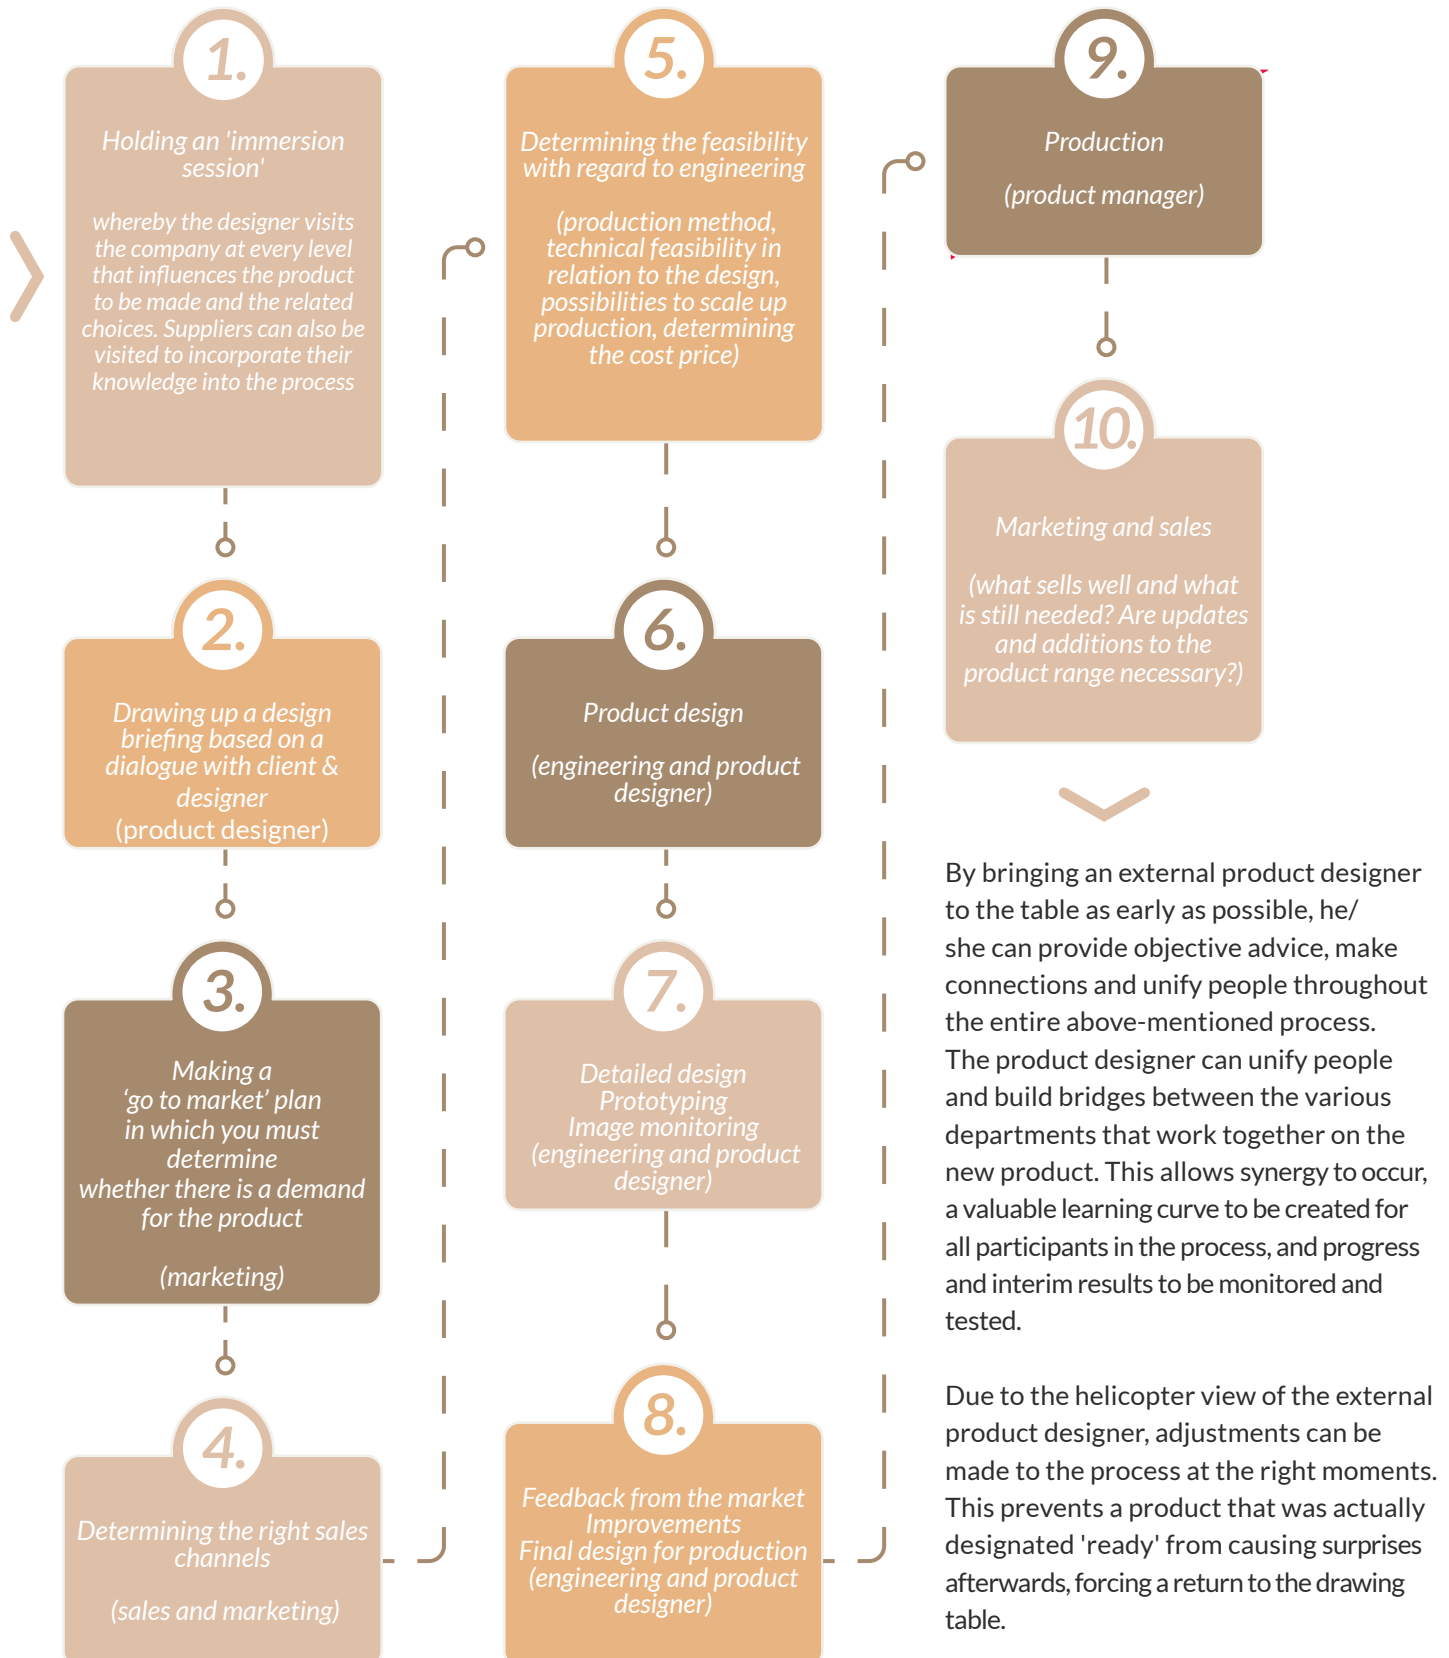 1.
Holding an 'immersion
session'
whereby the designer visits
the company at every level
that influences the product
to be made and the related
choices. Suppliers can also be
visited to incorporate their
knowledge into the process
2.
Drawing up a design
briefing based on a
dialogue with client &
designer
(product designer)
3.
Making a
‘go to market’ plan
in which you must
determine
whether there is a demand
for the product
(marketing)
4.
Determining the right sales
channels
(sales and marketing)
5.
Determining the feasibility
with regard to engineering
(production method,
technical feasibility in
relation to the design,
possibilities to scale up
production, determining
the cost price)
6.
Product design
(engineering and product
designer)
7.
Detailed design
Prototyping
Image monitoring
(engineering and product
designer)
8.
Feedback from the market
Improvements
Final design for production
(engineering and product
designer)
9.
Production
(product manager)
10.
Marketing and sales
(what sells well and what
is still needed? Are updates
and additions to the
product range necessary?)
By bringing an external product designer
to the table as early as possible, he/
she can provide objective advice, make
connections and unify people throughout
the entire above-mentioned process.
The product designer can unify people
and build bridges between the various
departments that work together on the
new product. This allows synergy to occur,
a valuable learning curve to be created for
all participants in the process, and progress
and interim results to be monitored and
tested.
Due to the helicopter view of the external
product designer, adjustments can be
made to the process at the right moments.
This prevents a product that was actually
designated 'ready' from causing surprises
afterwards, forcing a return to the drawing
table.